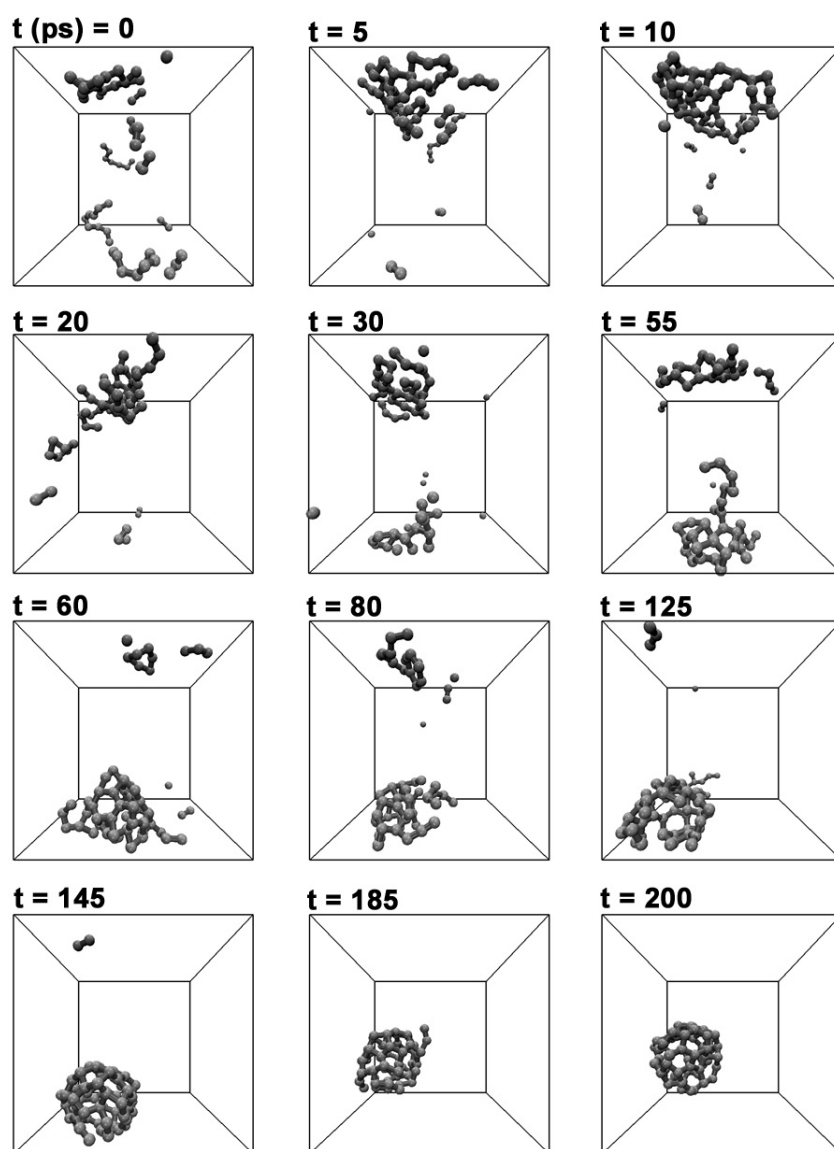 t (ps) = 0
t = 5
t = 10
t = 20
t = 30
t = 55
t = 60
t = 80
t = 125
t = 145
t = 185
t = 200